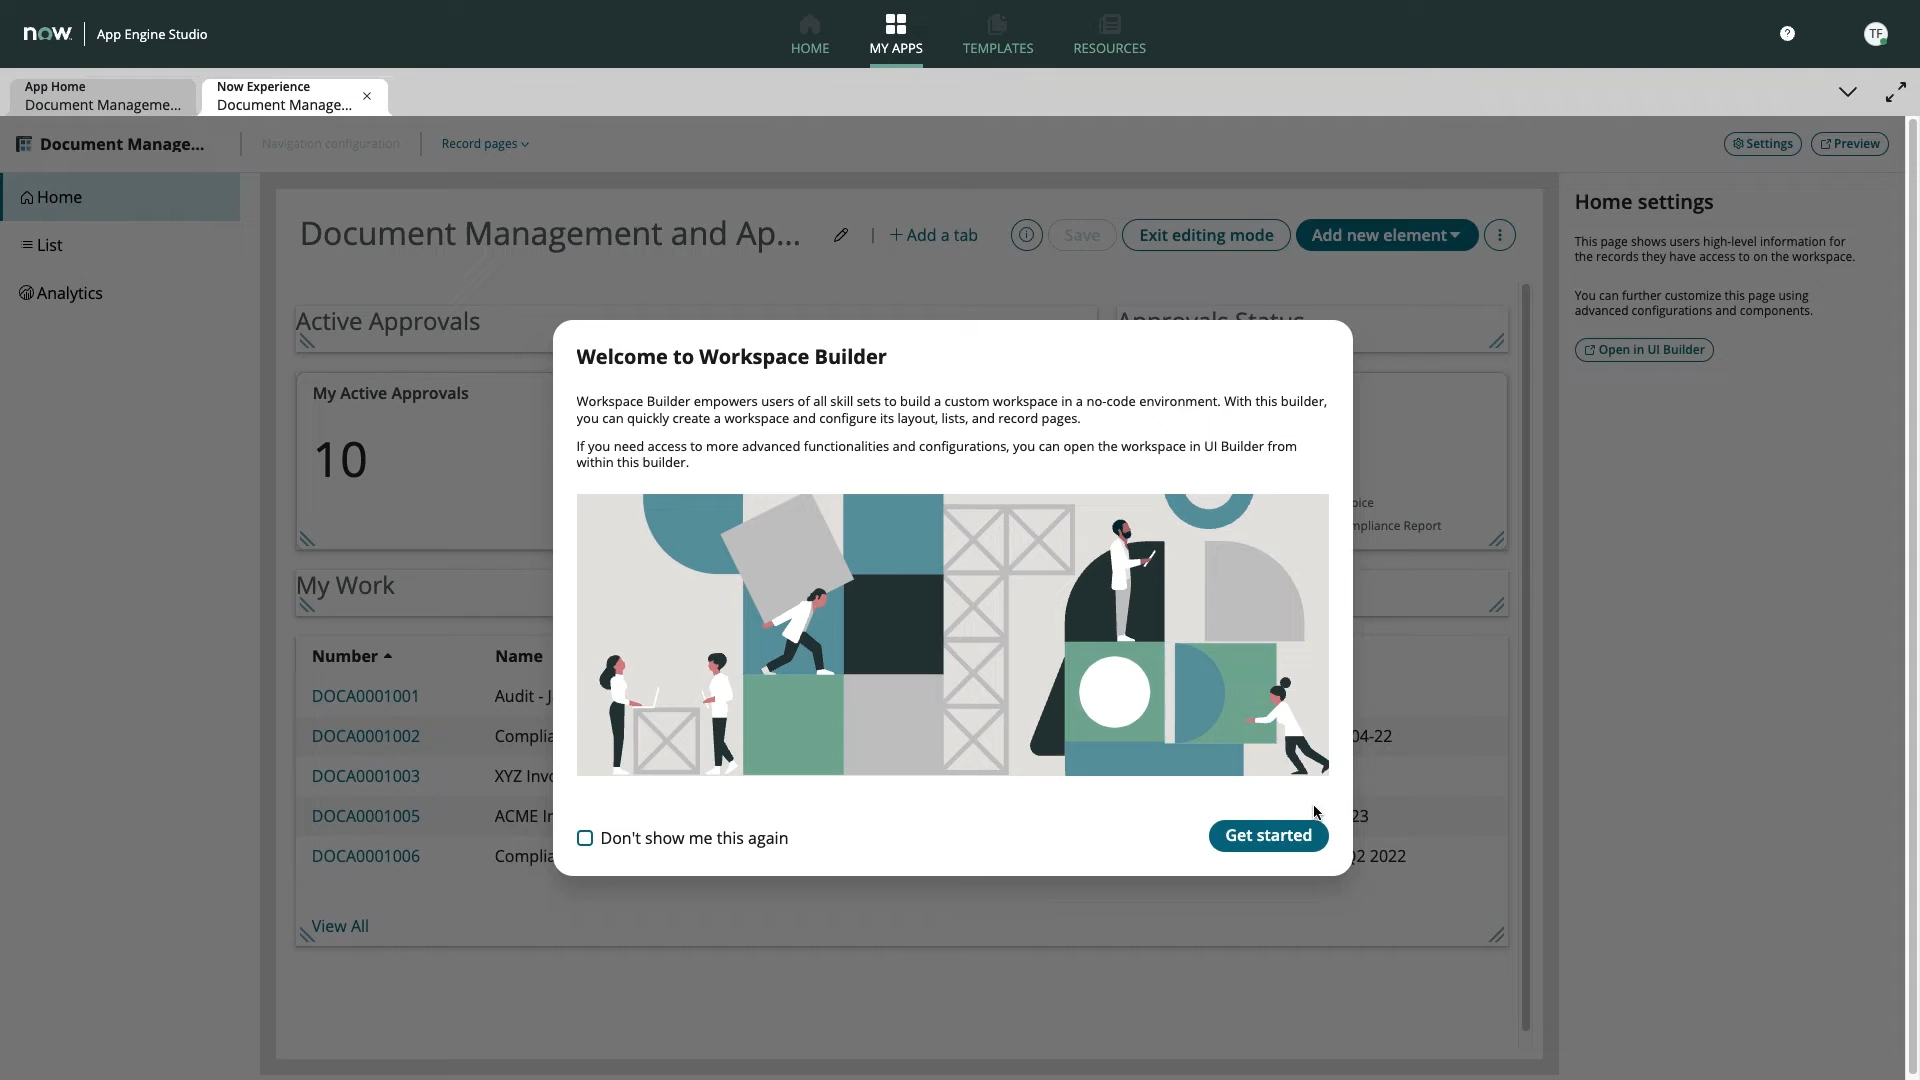 now
App Engine Studio
HOME
MY APPS
TEMPLATES
RESOURCES
?
TF
App Home
Document Manageme...
Now Experience
Document Manage...
Document Manage...
Navigation configuration
Record pages
Settings
Preview
Home
List
Analytics
Document Management and Ap...
+ Add a tab
Save
Exit editing mode
Add new element
Home settings
This page shows users high-level information for
the records they have access to on the workspace.
You can further customize this page using
advanced configurations and components.
Open in UI Builder
Active Approvals
Approvals Status
My Active Approvals
10
mpliance Report
My Work
Number
Name
DOCA0001001
Audit - J
DOCA0001002
Complia
04-22
DOCA0001003
XYZ Invo
DOCA0001005
ACME In
23
DOCA0001006
Complia
Q2 2022
View All
Welcome to Workspace Builder
Workspace Builder empowers users of all skill sets to build a custom workspace in a no-code environment. With this builder,
you can quickly create a workspace and configure its layout, lists, and record pages.
If you need access to more advanced functionalities and configurations, you can open the workspace in UI Builder from
within this builder.
Don't show me this again
Get started